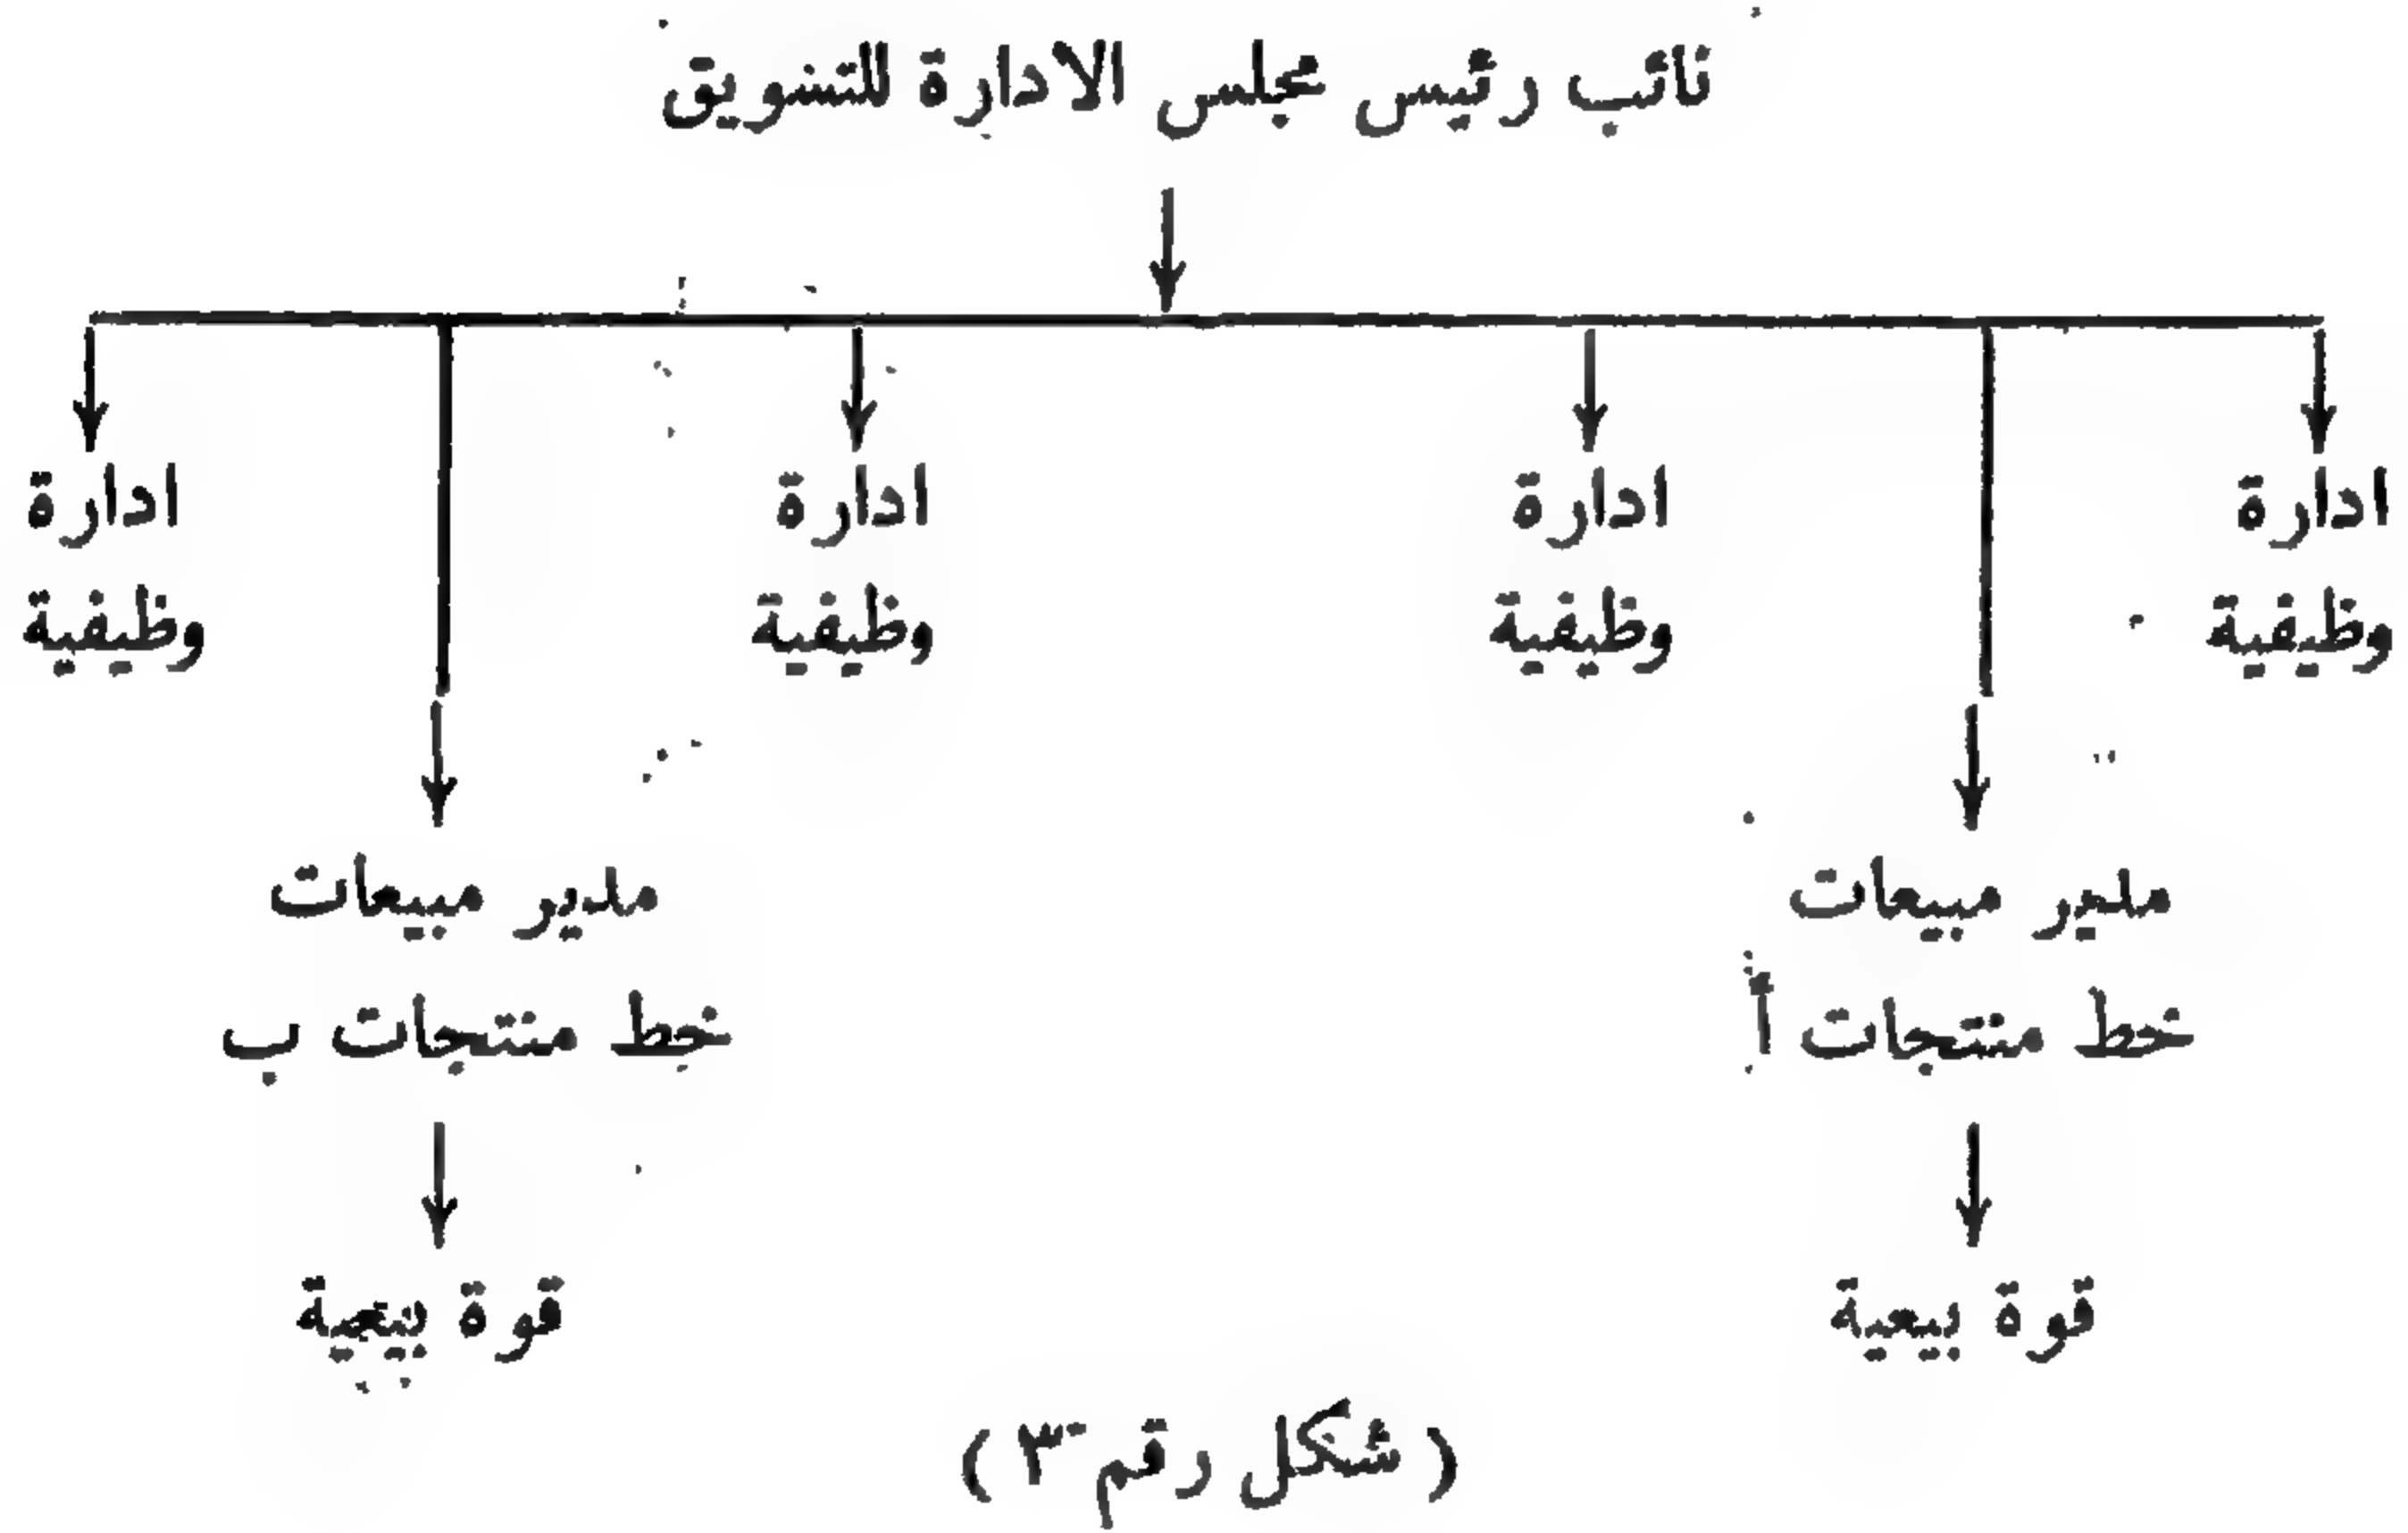 نائب رئيس مجلس الادارة للتسويق
ادارة ادارة ادارة ادارة
وظيفية وظيفية وظيفية وظيفية
مدير مبيعات مدير مبيعات
خط منتجات أ خط منتجات ب
قوة بيعية قوة بيعية
( شكل رقم ٣ )